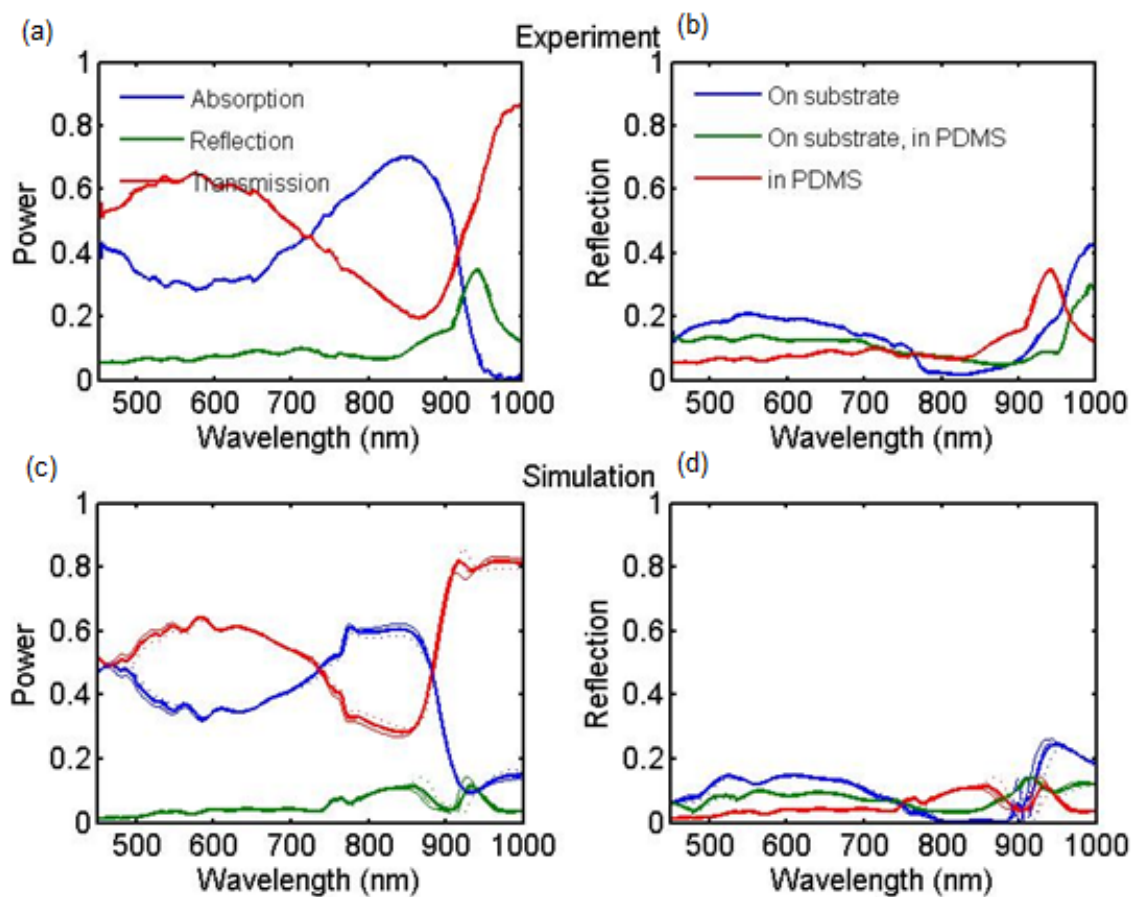 (a)
Experiment
(b)
1
0.8
0.6
0.4
0.2
0
Power
Absorption
Reflection
Transmission
500 600 700 800 900 1000
Wavelength (nm)
1
0.8
0.6
0.4
0.2
0
Reflection
On substrate
On substrate, in PDMS
in PDMS
500 600 700 800 900 1000
Wavelength (nm)
(c)
Simulation
(d)
1
0.8
0.6
0.4
0.2
0
Power
500 600 700 800 900 1000
Wavelength (nm)
1
0.8
0.6
0.4
0.2
0
Reflection
500 600 700 800 900 1000
Wavelength (nm)